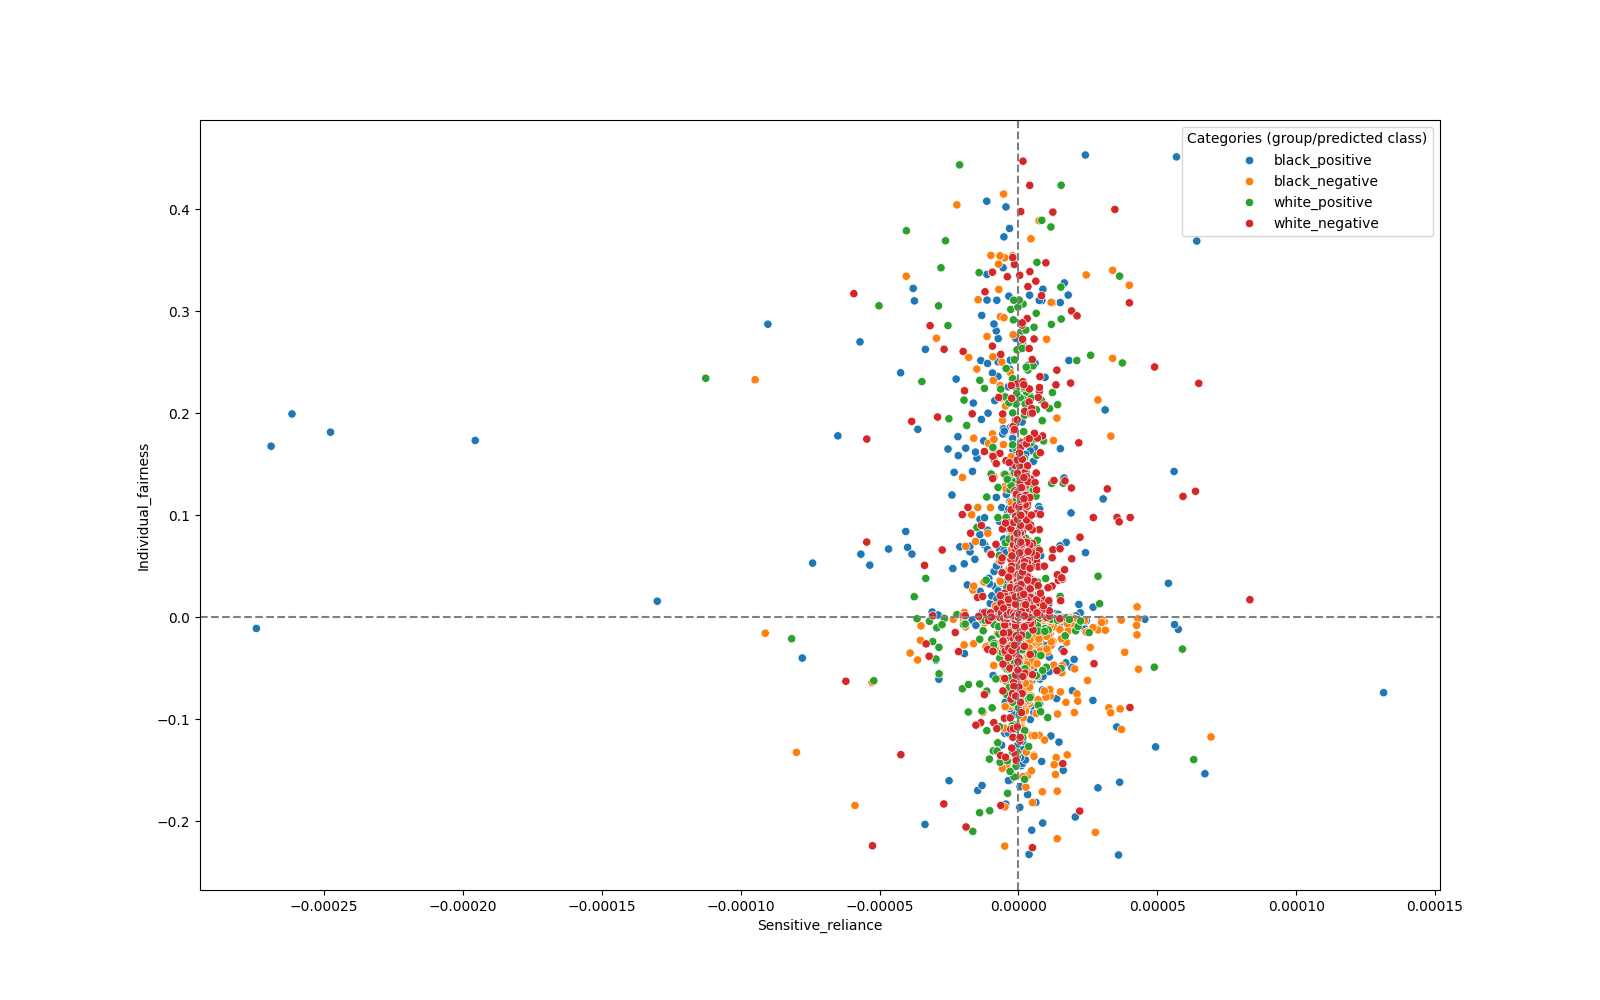 Categories (group/predicted class)
black_positive
black_negative
white_positive
white_negative
0.4
0.3
0.2
0.1
0.0
−0.1
−0.2
Individual_fairness
−0.00025
−0.00020
−0.00015
−0.00010
−0.00005
0.00000
0.00005
0.00010
0.00015
Sensitive_reliance